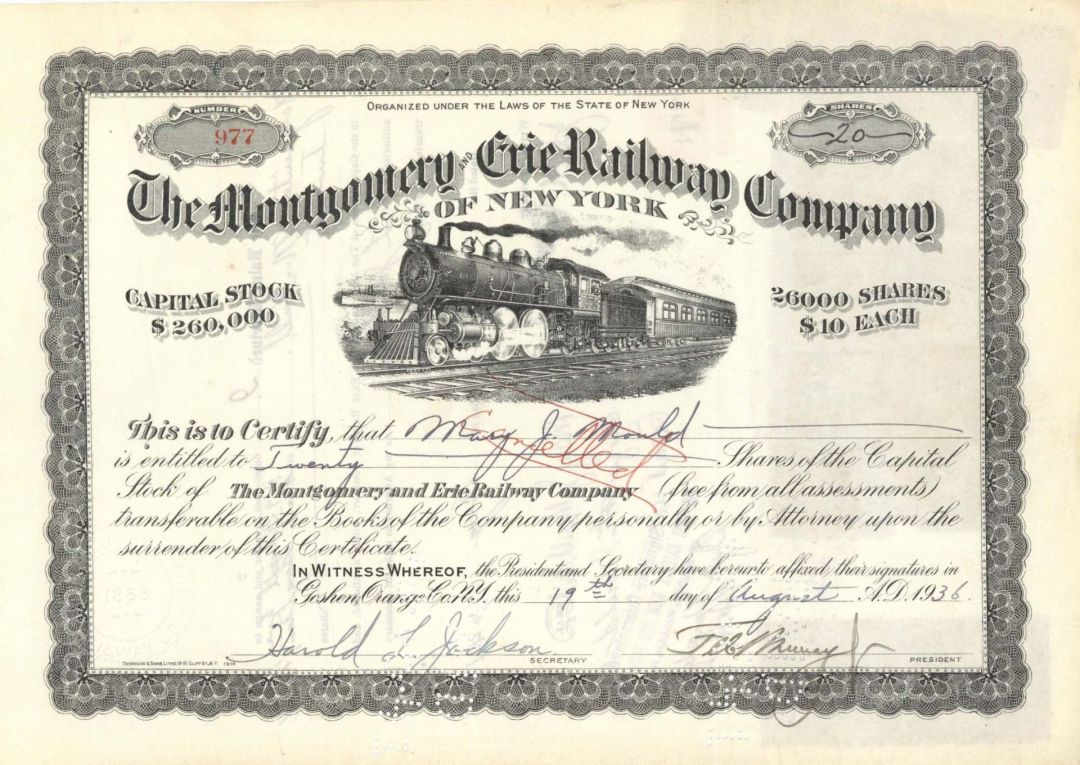 ORGANIZED UNDER THE LAWS OF THE STATE OF NEW YORK
NUMBER
977
SHARES
20
The Montgomery AND Erie Railway Company
OF NEW YORK
CAPITAL STOCK
$260,000
26000 SHARES
$10 EACH
This is to Certify, that Mary J. Mould
is entitled to Twenty Shares of the Capital
Stock of The Montgomery and Erie Railway Company (free from all assessments)
transferable on the Books of the Company personally or by Attorney upon the
surrender of this Certificate.
Cancelled
IN WITNESS WHEREOF, the President and Secretary have hereunto affixed their signatures in
Goshen, Orange Co. N.Y. this 19th day of August A.D. 1936.
Harold L. Jackson
SECRETARY
Murray Jr
PRESIDENT